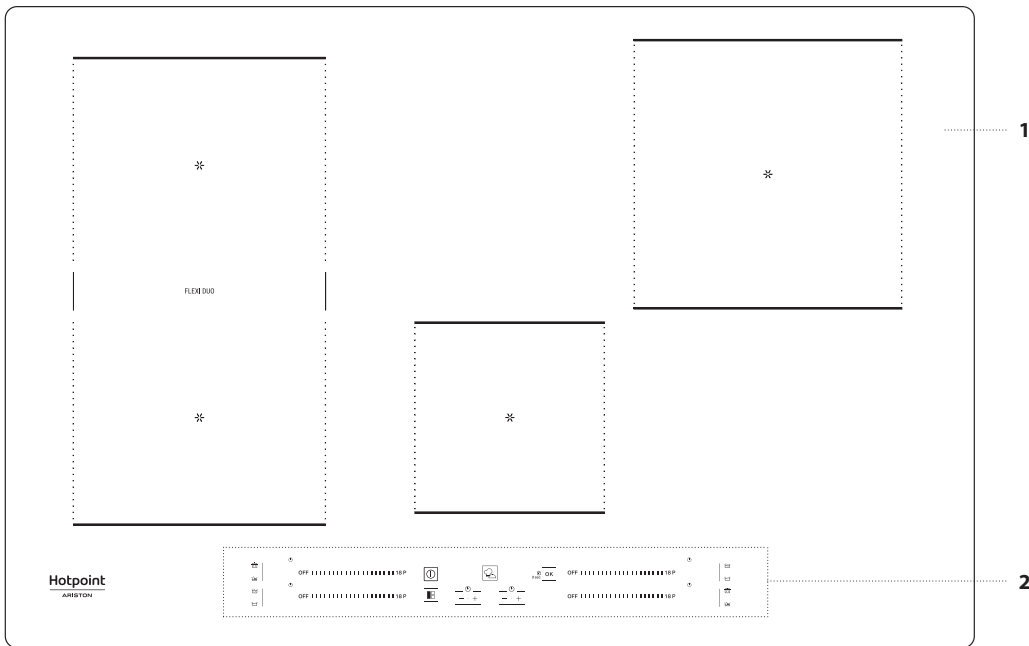 1
FLEXI DUO
OFF 18 P OK OFF 18 P
OFF 18 P − + − + OFF 18 P
Hotpoint
ARISTON
2